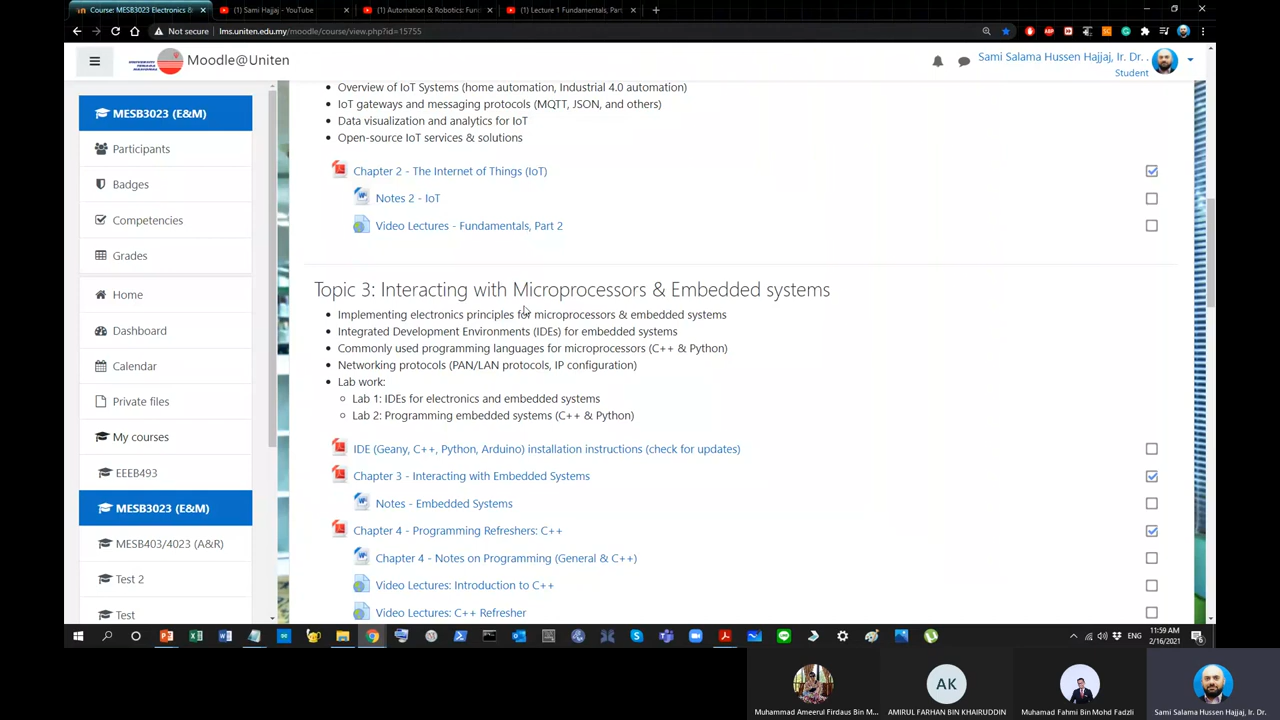 Course: MESB3023 Electronics &
(1) Sami Hajjaj - YouTube
(1) Automation & Robotics: Fun
(1) Lecture 1 Fundamentals, Part
Not secure
lms.uniten.edu.my/moodle/course/view.php?id=15755
Moodle@Uniten
Sami Salama Hussen Hajjaj, Ir. Dr. .
Student
MESB3023 (E&M)
Participants
Badges
Competencies
Grades
Home
Dashboard
Calendar
Private files
My courses
EEEB493
MESB3023 (E&M)
MESB403/4023 (A&R)
Test 2
Test
Overview of IoT Systems (home automation, Industrial 4.0 automation)
IoT gateways and messaging protocols (MQTT, JSON, and others)
Data visualization and analytics for IoT
Open-source IoT services & solutions
Chapter 2 - The Internet of Things (IoT)
Notes 2 - IoT
Video Lectures - Fundamentals, Part 2
Topic 3: Interacting with Microprocessors & Embedded systems
Implementing electronics principles for microprocessors & embedded systems
Integrated Development Environments (IDEs) for embedded systems
Commonly used programming languages for microprocessors (C++ & Python)
Networking protocols (PAN/LAN protocols, IP configuration)
Lab work:
Lab 1: IDEs for electronics and embedded systems
Lab 2: Programming embedded systems (C++ & Python)
IDE (Geany, C++, Python, Arduino) installation instructions (check for updates)
Chapter 3 - Interacting with Embedded Systems
Notes - Embedded Systems
Chapter 4 - Programming Refreshers: C++
Chapter 4 - Notes on Programming (General & C++)
Video Lectures: Introduction to C++
Video Lectures: C++ Refresher
ENG
11:59 AM
2/16/2021
AK
Muhammad Ameerul Firdaus Bin M...
AMIRUL FARHAN BIN KHAIRUDDIN
Muhamad Fahmi Bin Mohd Fadzli
Sami Salama Hussen Hajjaj, Ir. Dr.